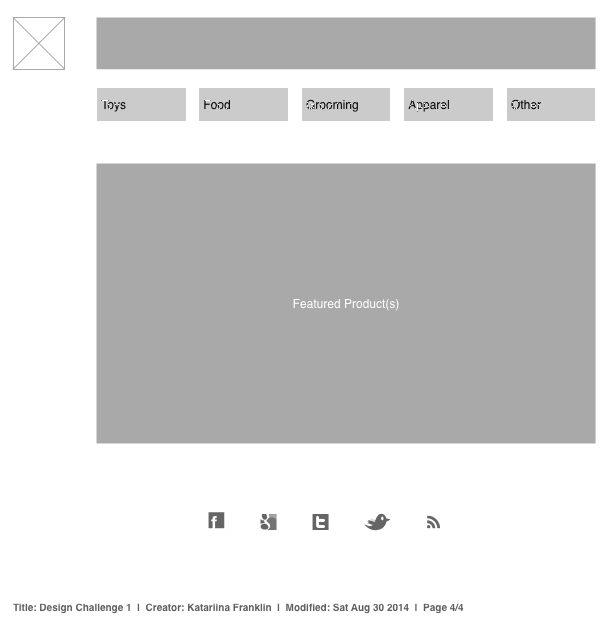 Toys
Food
Grooming
Apparel
Other
Featured Product(s)
Title: Design Challenge 1 | Creator: Katariina Franklin | Modified: Sat Aug 30 2014 | Page 4/4